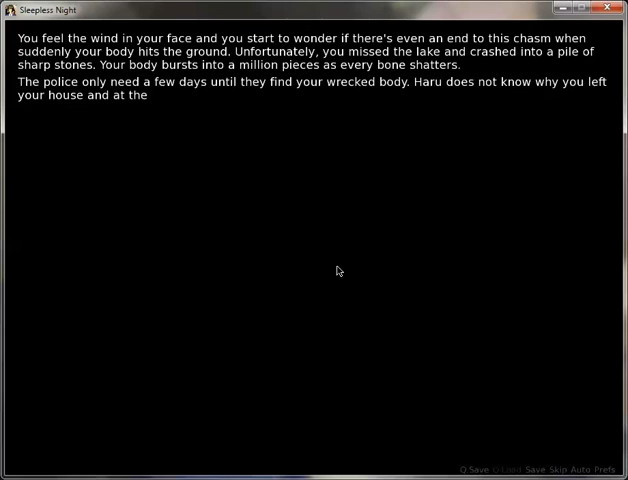 Sleepless Night
You feel the wind in your face and you start to wonder if there's even an end to this chasm when
suddenly your body hits the ground. Unfortunately, you missed the lake and crashed into a pile of
sharp stones. Your body bursts into a million pieces as every bone shatters.
The police only need a few days until they find your wrecked body. Haru does not know why you left
your house and at the
Q.Save Q.Load Save Skip Auto Prefs